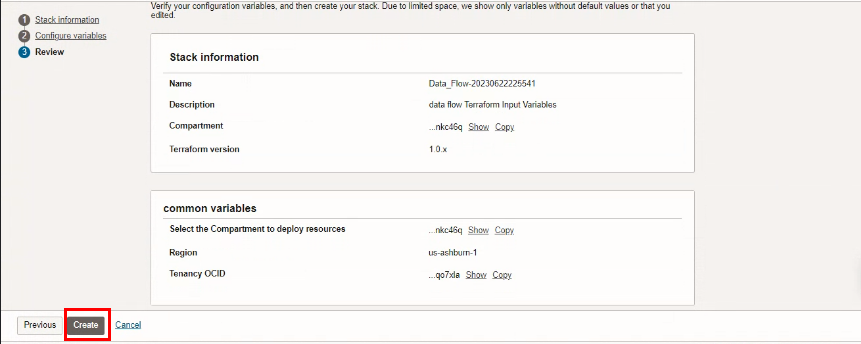 Verify your configuration variables, and then create your stack. Due to limited space, we show only variables without default values or that you
edited.
1 Stack information
2 Configure variables
3 Review
Stack information
Name Data_Flow-20230622225541
Description data flow Terraform Input Variables
Compartment ...nkc46q Show Copy
Terraform version 1.0.x
common variables
Select the Compartment to deploy resources ...nkc46q Show Copy
Region us-ashburn-1
Tenancy OCID ...qo7xla Show Copy
Previous Create Cancel